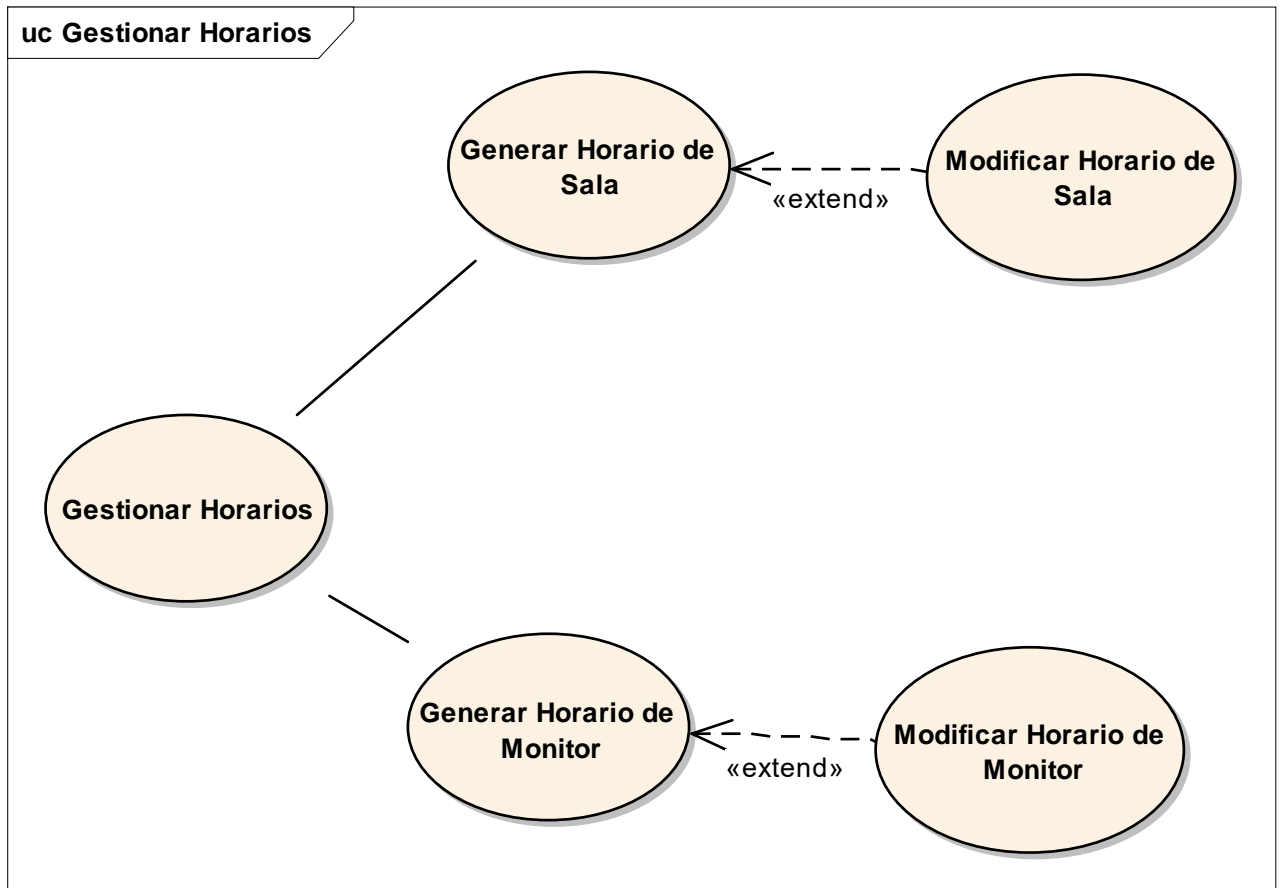 uc Gestionar Horarios
Generar Horario de
Sala
«extend»
Modificar Horario de
Sala
Gestionar Horarios
Generar Horario de
Monitor
«extend»
Modificar Horario de
Monitor